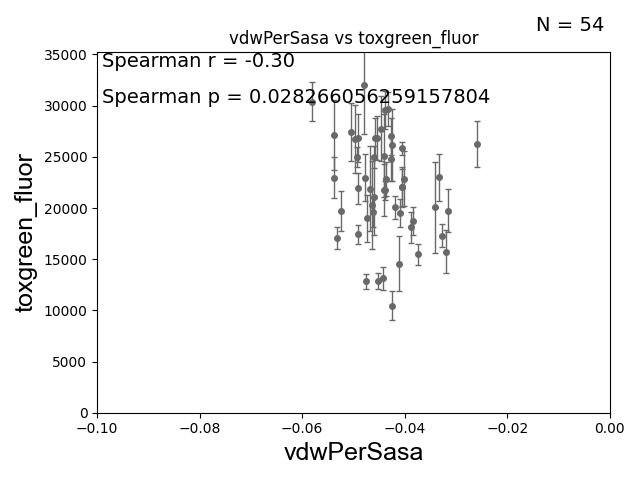 N = 54
vdwPerSasa vs toxgreen_fluor
Spearman r = -0.30
Spearman p = 0.028266056259157804
35000
30000
25000
20000
15000
10000
5000
0
toxgreen_fluor
−0.10
−0.08
−0.06
−0.04
−0.02
0.00
vdwPerSasa